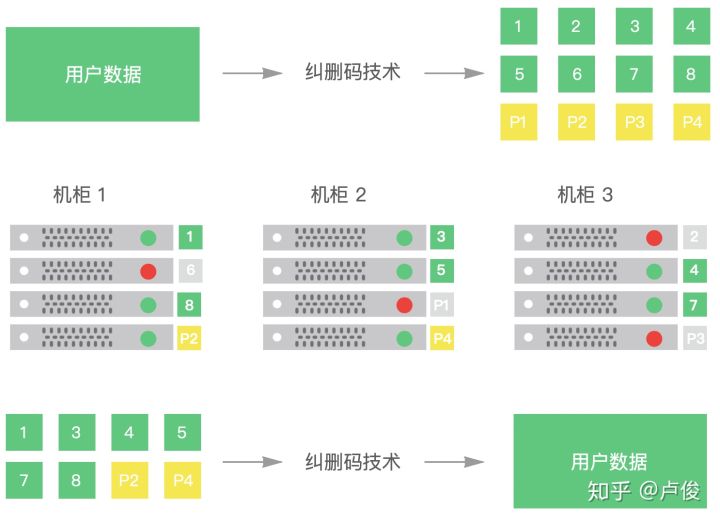 用户数据
纠删码技术
1 2 3 4
5 6 7 8
P1 P2 P3 P4
机柜 1 机柜 2 机柜 3
1 3 2
6 5 4
8 P1 7
P2 P4 P3
1 3 4 5
7 8 P2 P4
纠删码技术
用户数据
知乎 @卢俊